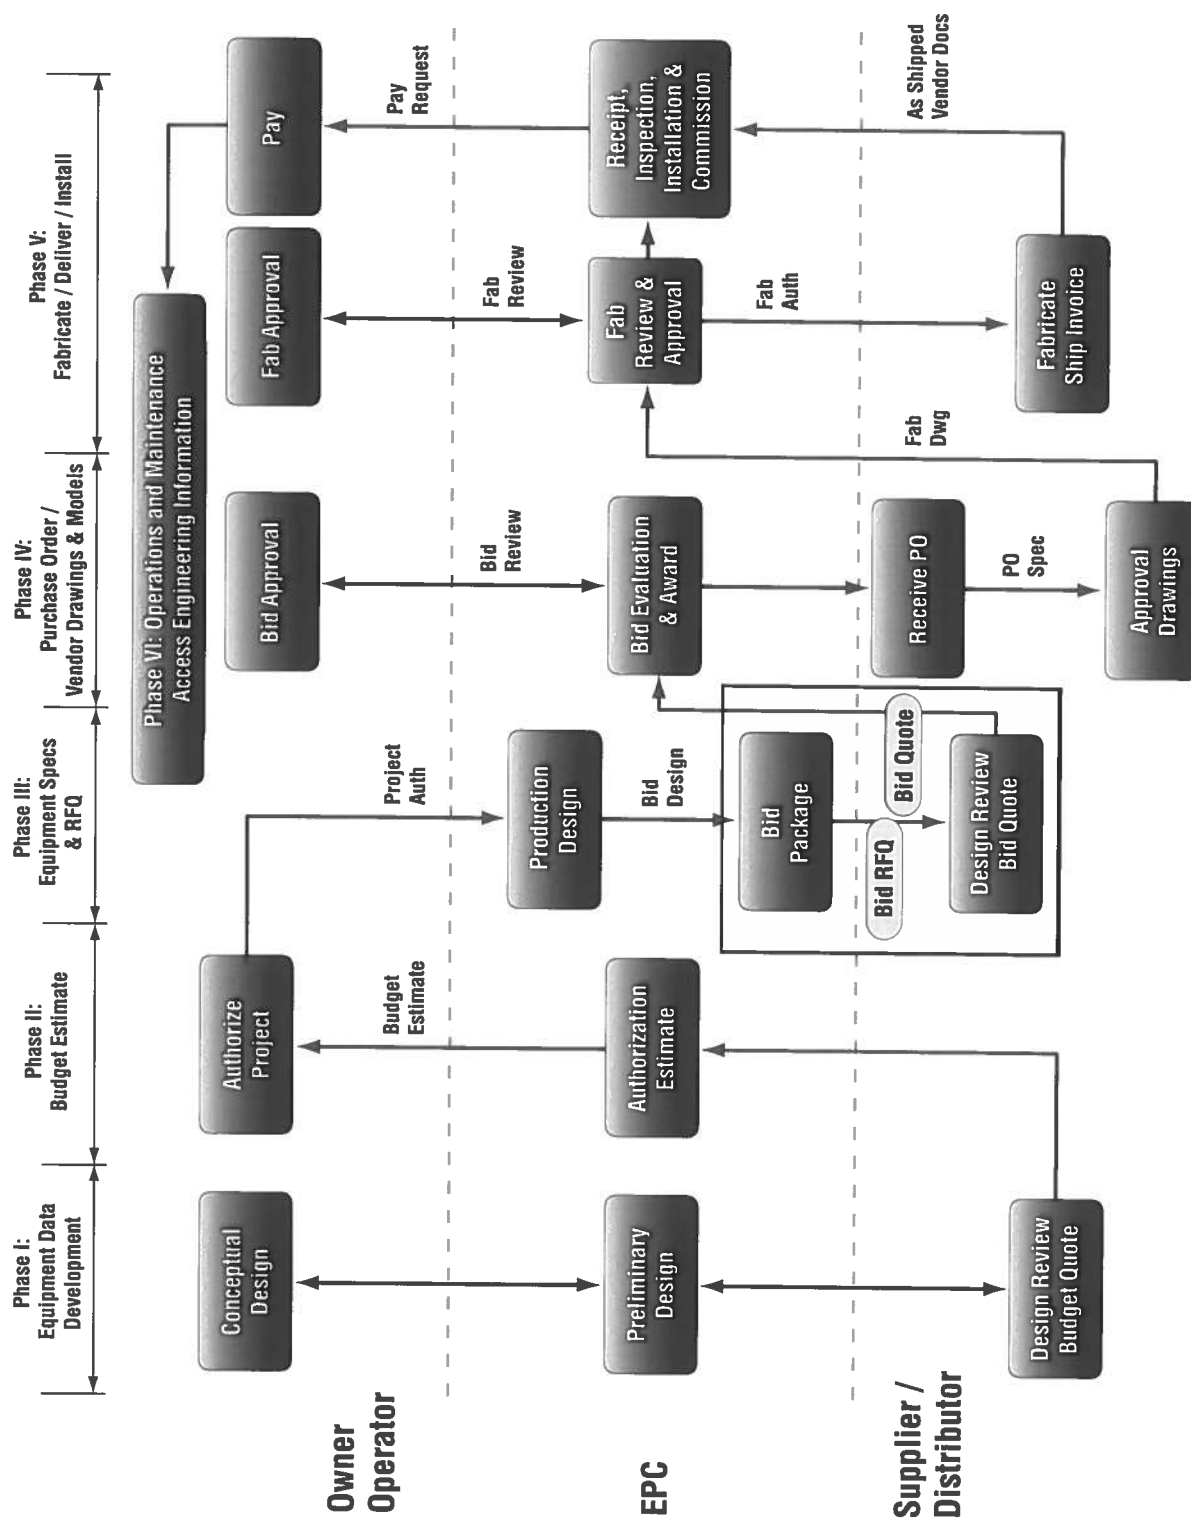 Phase I:
Equipment Data
Development
Phase II:
Budget Estimate
Phase III:
Equipment Specs
& RFQ
Phase IV:
Purchase Order /
Vendor Drawings & Models
Phase V:
Fabricate / Deliver / Install
Phase VI: Operations and Maintenance
Access Engineering Information
Owner
Operator
Conceptual
Design
Authorize
Project
Bid Approval
Fab Approval
Pay
Budget
Estimate
Project
Auth
Bid
Review
Fab
Review
Pay
Request
EPC
Preliminary
Design
Authorization
Estimate
Production
Design
Bid
Design
Bid
Package
Bid Evaluation
& Award
Fab
Review &
Approval
Receipt,
Inspection,
Installation &
Commission
Bid RFQ
Bid Quote
Fab
Auth
As Shipped
Vendor Docs
Supplier /
Distributor
Design Review
Budget Quote
Design Review
Bid Quote
Receive PO
PO
Spec
Approval
Drawings
Fab
Dwg
Fabricate
Ship Invoice